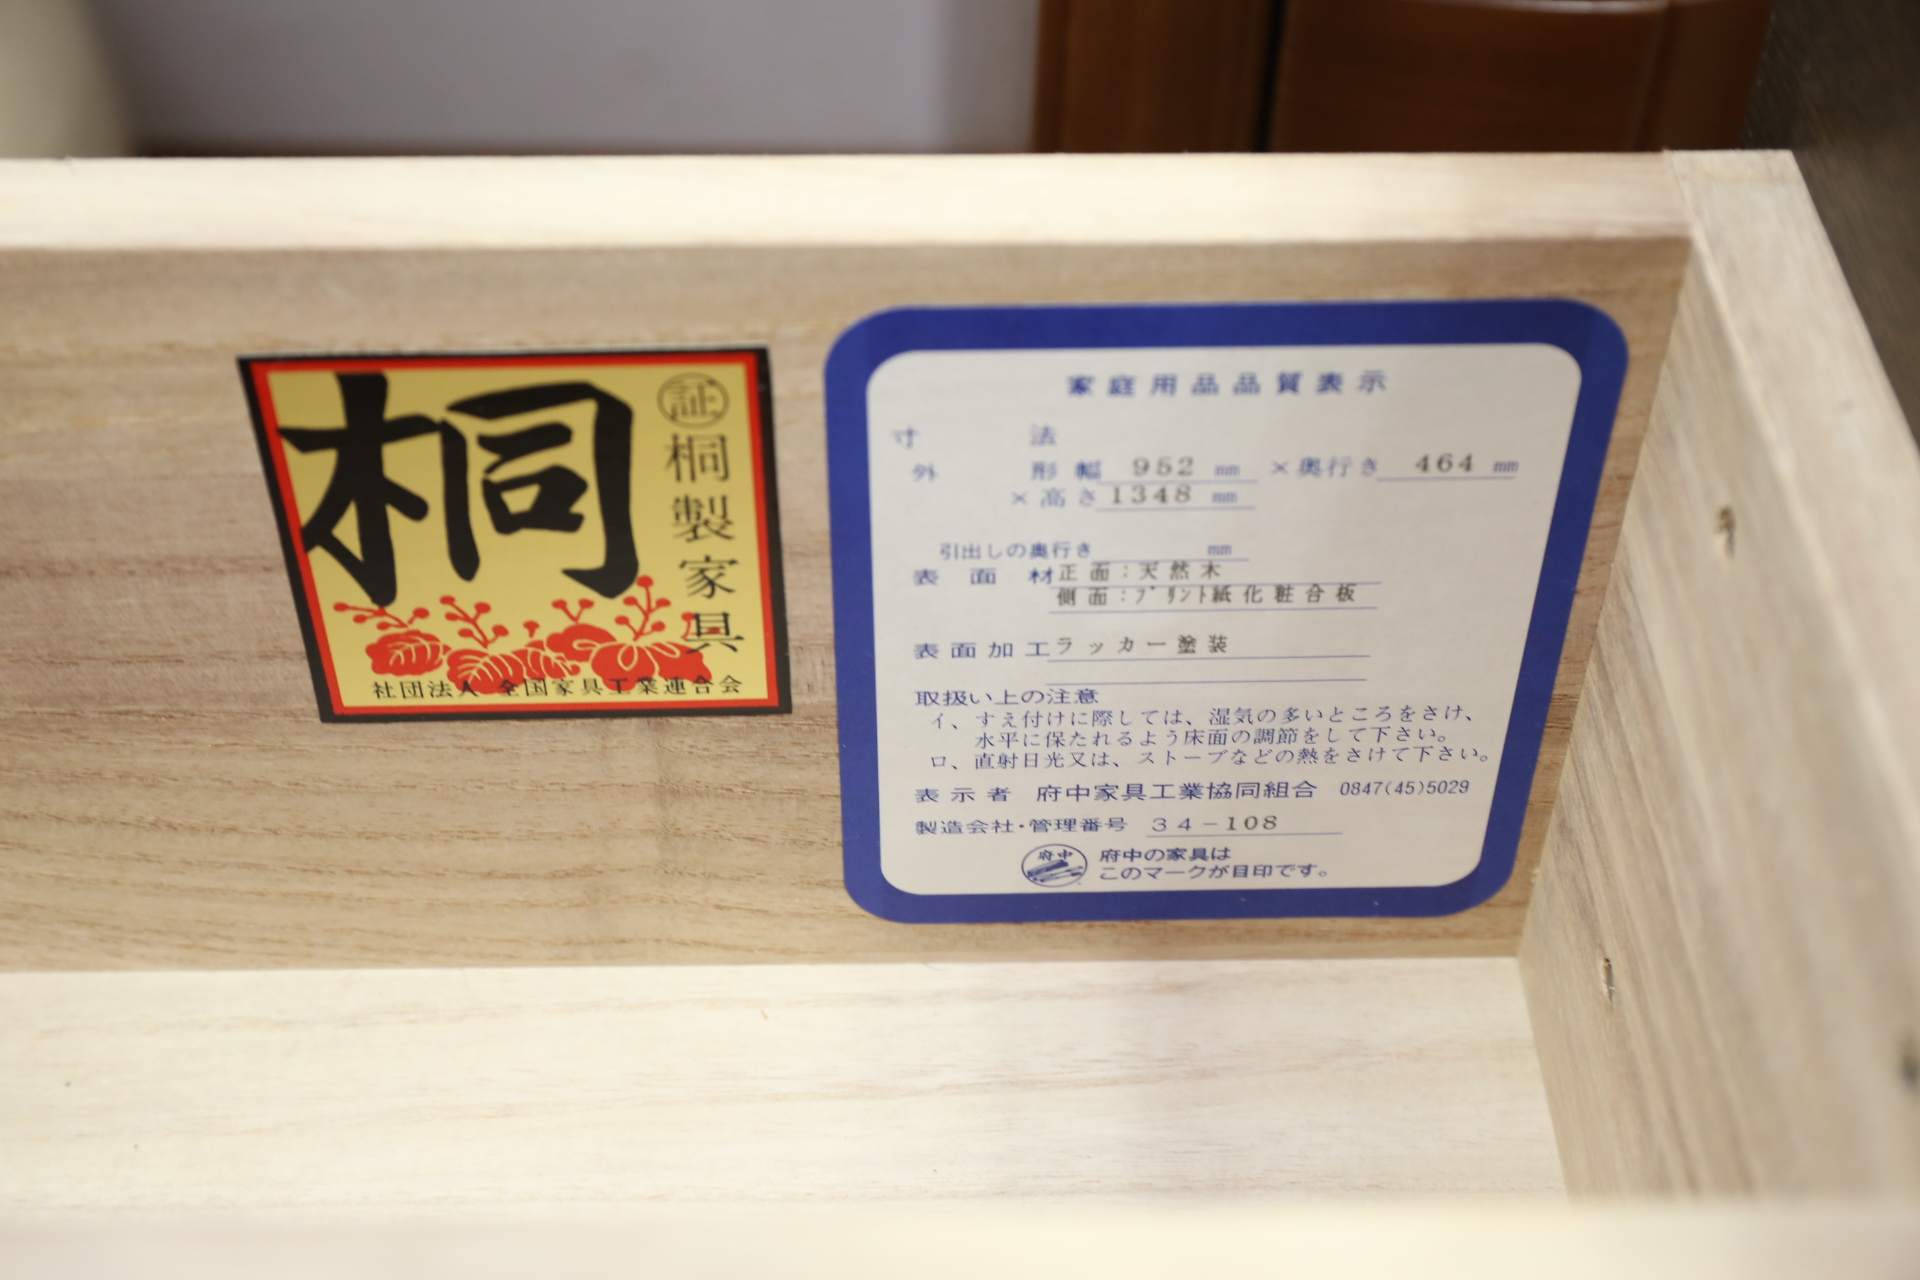 桐
証
桐製家具
社団法人 全国家具工業連合会
家庭用品品質表示
寸法
外形 幅 952 mm ×奥行き 464 mm
×高さ 1348 mm
引出しの奥行き mm
表面材 正面:天然木
側面:プリント紙化粧合板
表面加工 ラッカー塗装
取扱い上の注意
イ、すえ付けに際しては、湿気の多いところをさけ、
水平に保たれるよう床面の調節をして下さい。
ロ、直射日光又は、ストーブなどの熱をさけて下さい。
表示者 府中家具工業協同組合 0847(45)5029
製造会社・管理番号 34-108
府中
府中の家具は
このマークが目印です。